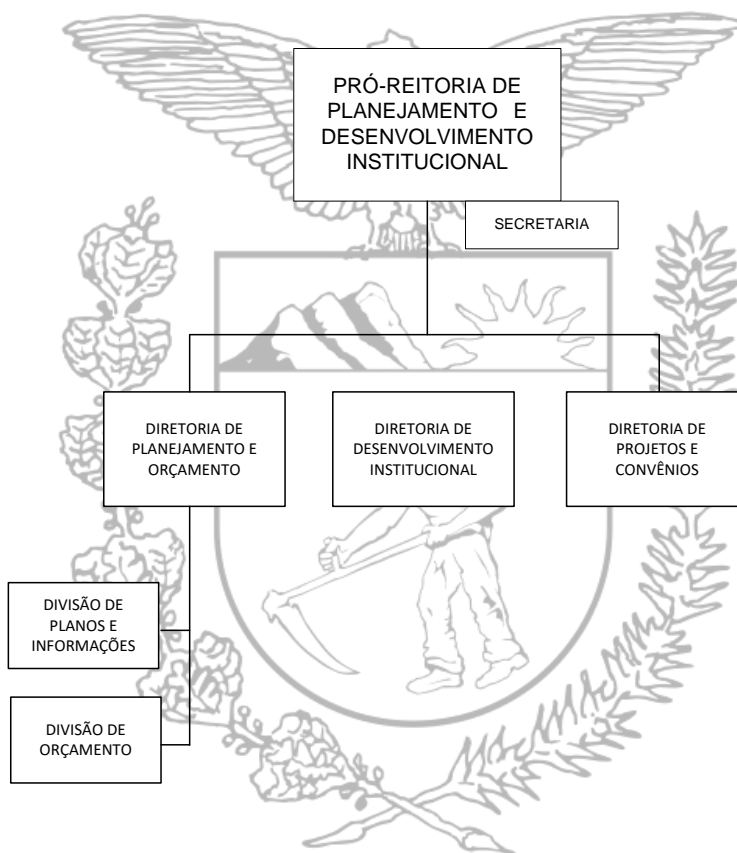 PRÓ-REITORIA DE
PLANEJAMENTO E
DESENVOLVIMENTO
INSTITUCIONAL
SECRETARIA
DIRETORIA DE
PLANEJAMENTO E
ORÇAMENTO
DIRETORIA DE
DESENVOLVIMENTO
INSTITUCIONAL
DIRETORIA DE
PROJETOS E
CONVÊNIOS
DIVISÃO DE
PLANOS E
INFORMAÇÕES
DIVISÃO DE
ORÇAMENTO